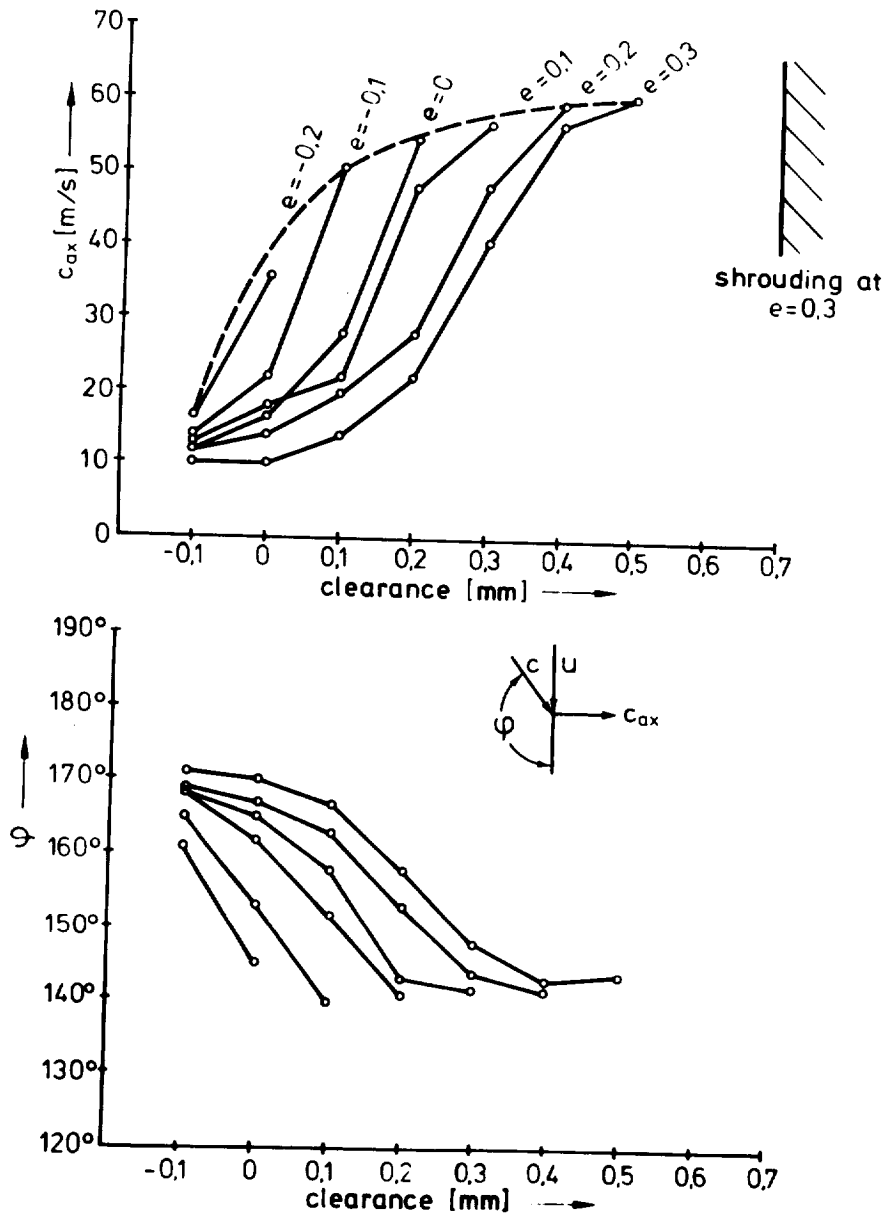 70
60
50
40
30
20
10
0
c_ax [m/s]
e=-0,2
e=-0,1
e=0
e=0,1
e=0,2
e=0,3
shrouding at
e=0,3
-0,1 0 0,1 0,2 0,3 0,4 0,5 0,6 0,7
clearance [mm]
190°
180°
170°
160°
150°
140°
130°
120°
φ
c u
c_ax
φ
-0,1 0 0,1 0,2 0,3 0,4 0,5 0,6 0,7
clearance [mm]